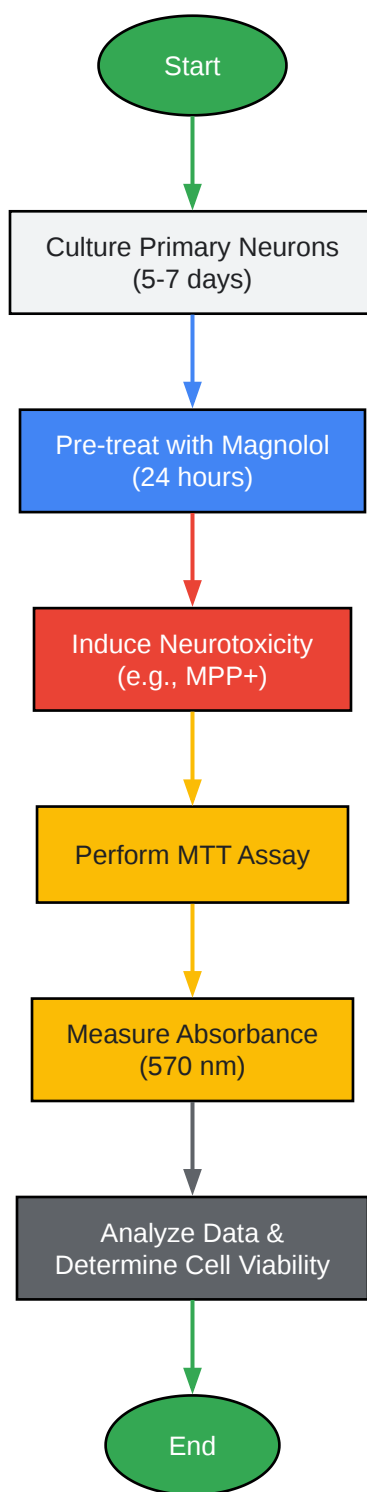 Start
Culture Primary Neurons
(5-7 days)
Pre-treat with Magnolol
(24 hours)
Induce Neurotoxicity
(e.g., MPP+)
Perform MTT Assay
Measure Absorbance
(570 nm)
Analyze Data &
Determine Cell Viability
End